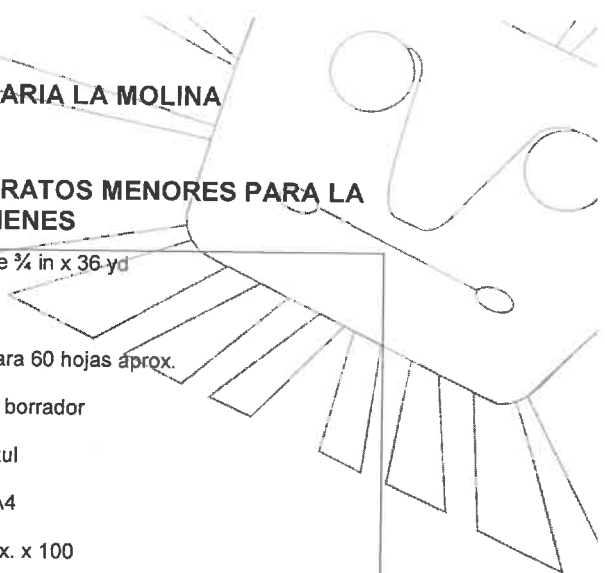 ARIA LA MOLINA
RATOS MENORES PARA LA
IENES
e ¾ in x 36 yd
ara 60 hojas aprox.
borrador
ul
A4
x. x 100